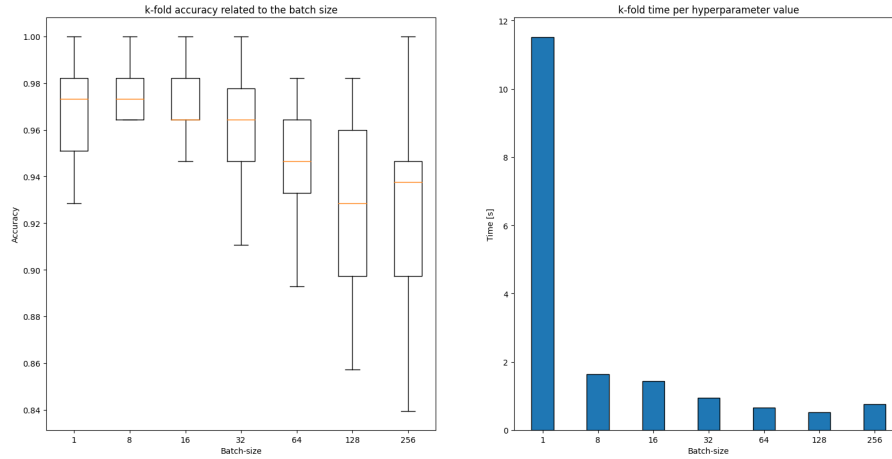 k-fold accuracy related to the batch size
1.00
0.98
0.96
0.94
0.92
0.90
0.88
0.86
0.84
Accuracy
1 8 16 32 64 128 256
Batch-size
k-fold time per hyperparameter value
12
10
8
6
4
2
0
Time [s]
1 8 16 32 64 128 256
Batch-size